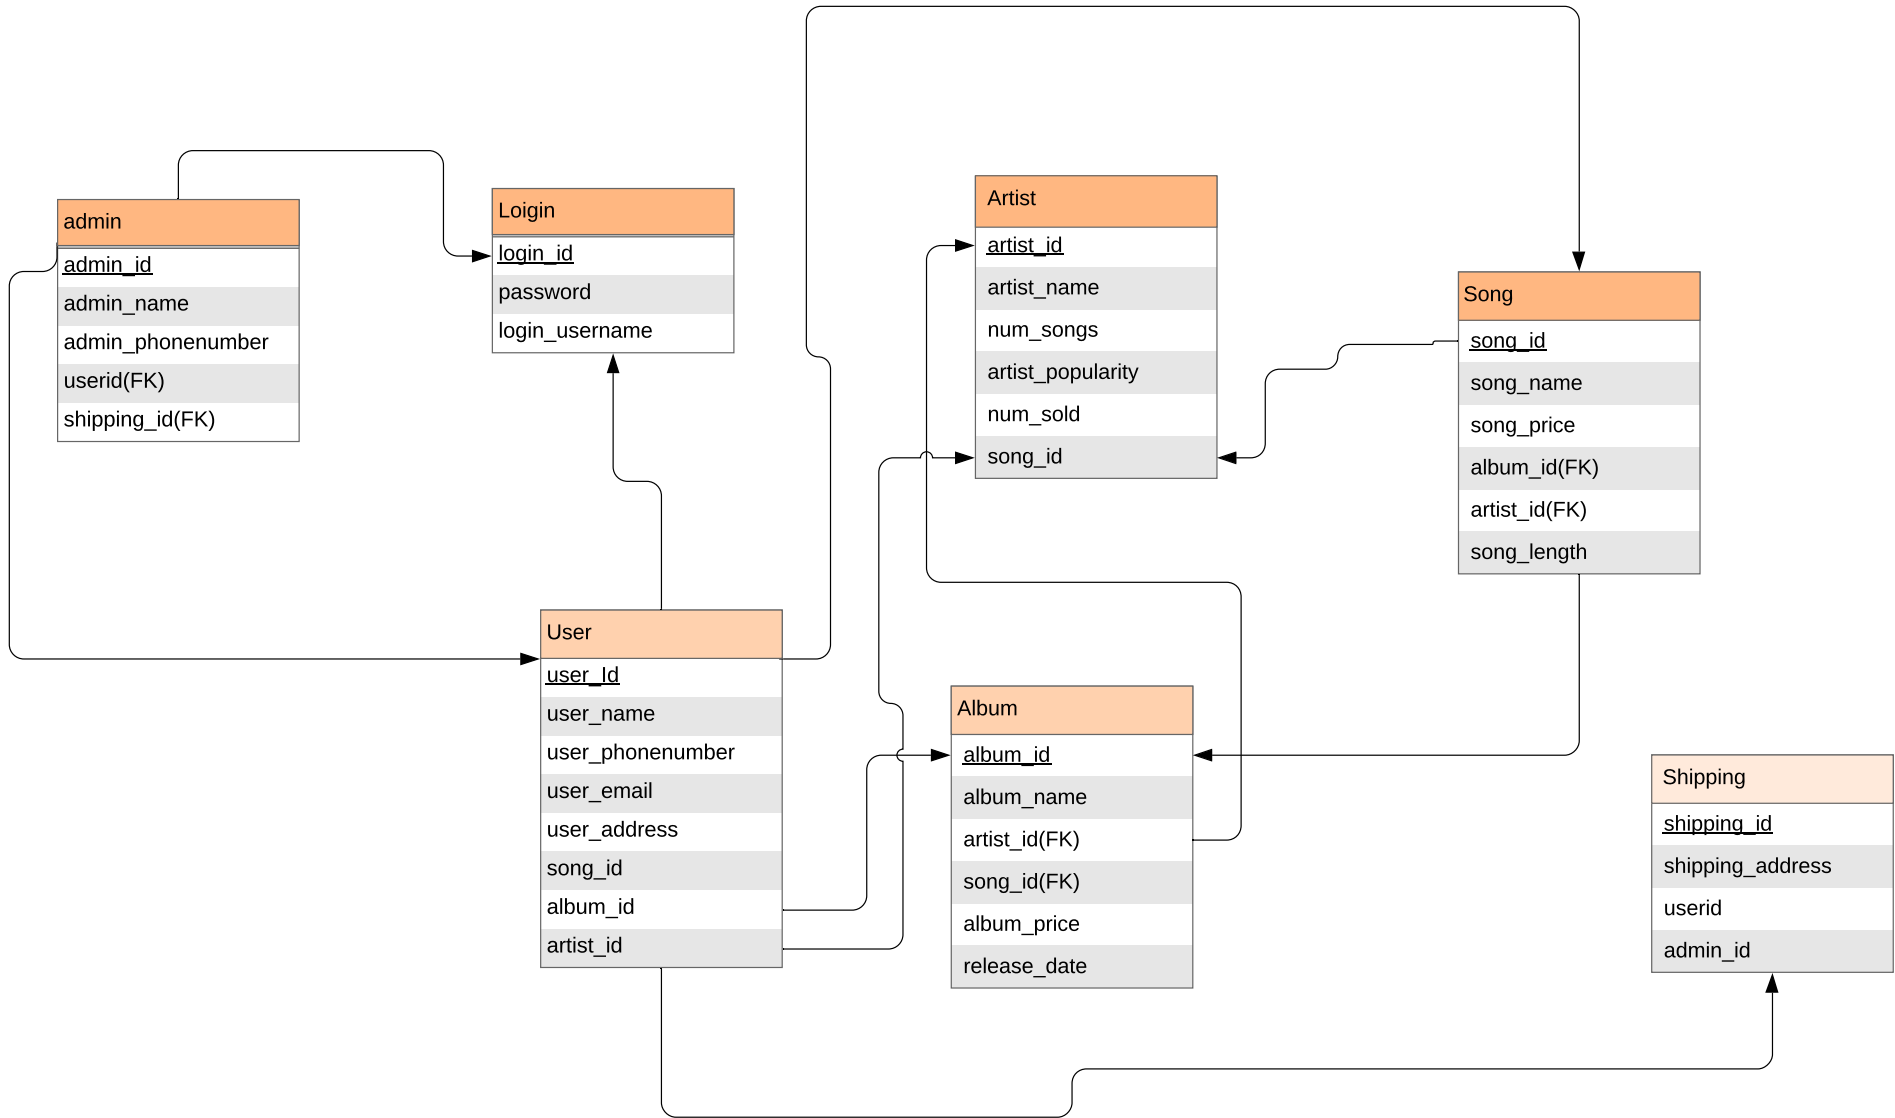 admin
admin_id
admin_name
admin_phonenumber
userid(FK)
shipping_id(FK)
Loigin
login_id
password
login_username
Artist
artist_id
artist_name
num_songs
artist_popularity
num_sold
song_id
Song
song_id
song_name
song_price
album_id(FK)
artist_id(FK)
song_length
User
user_Id
user_name
user_phonenumber
user_email
user_address
song_id
album_id
artist_id
Album
album_id
album_name
artist_id(FK)
song_id(FK)
album_price
release_date
Shipping
shipping_id
shipping_address
userid
admin_id